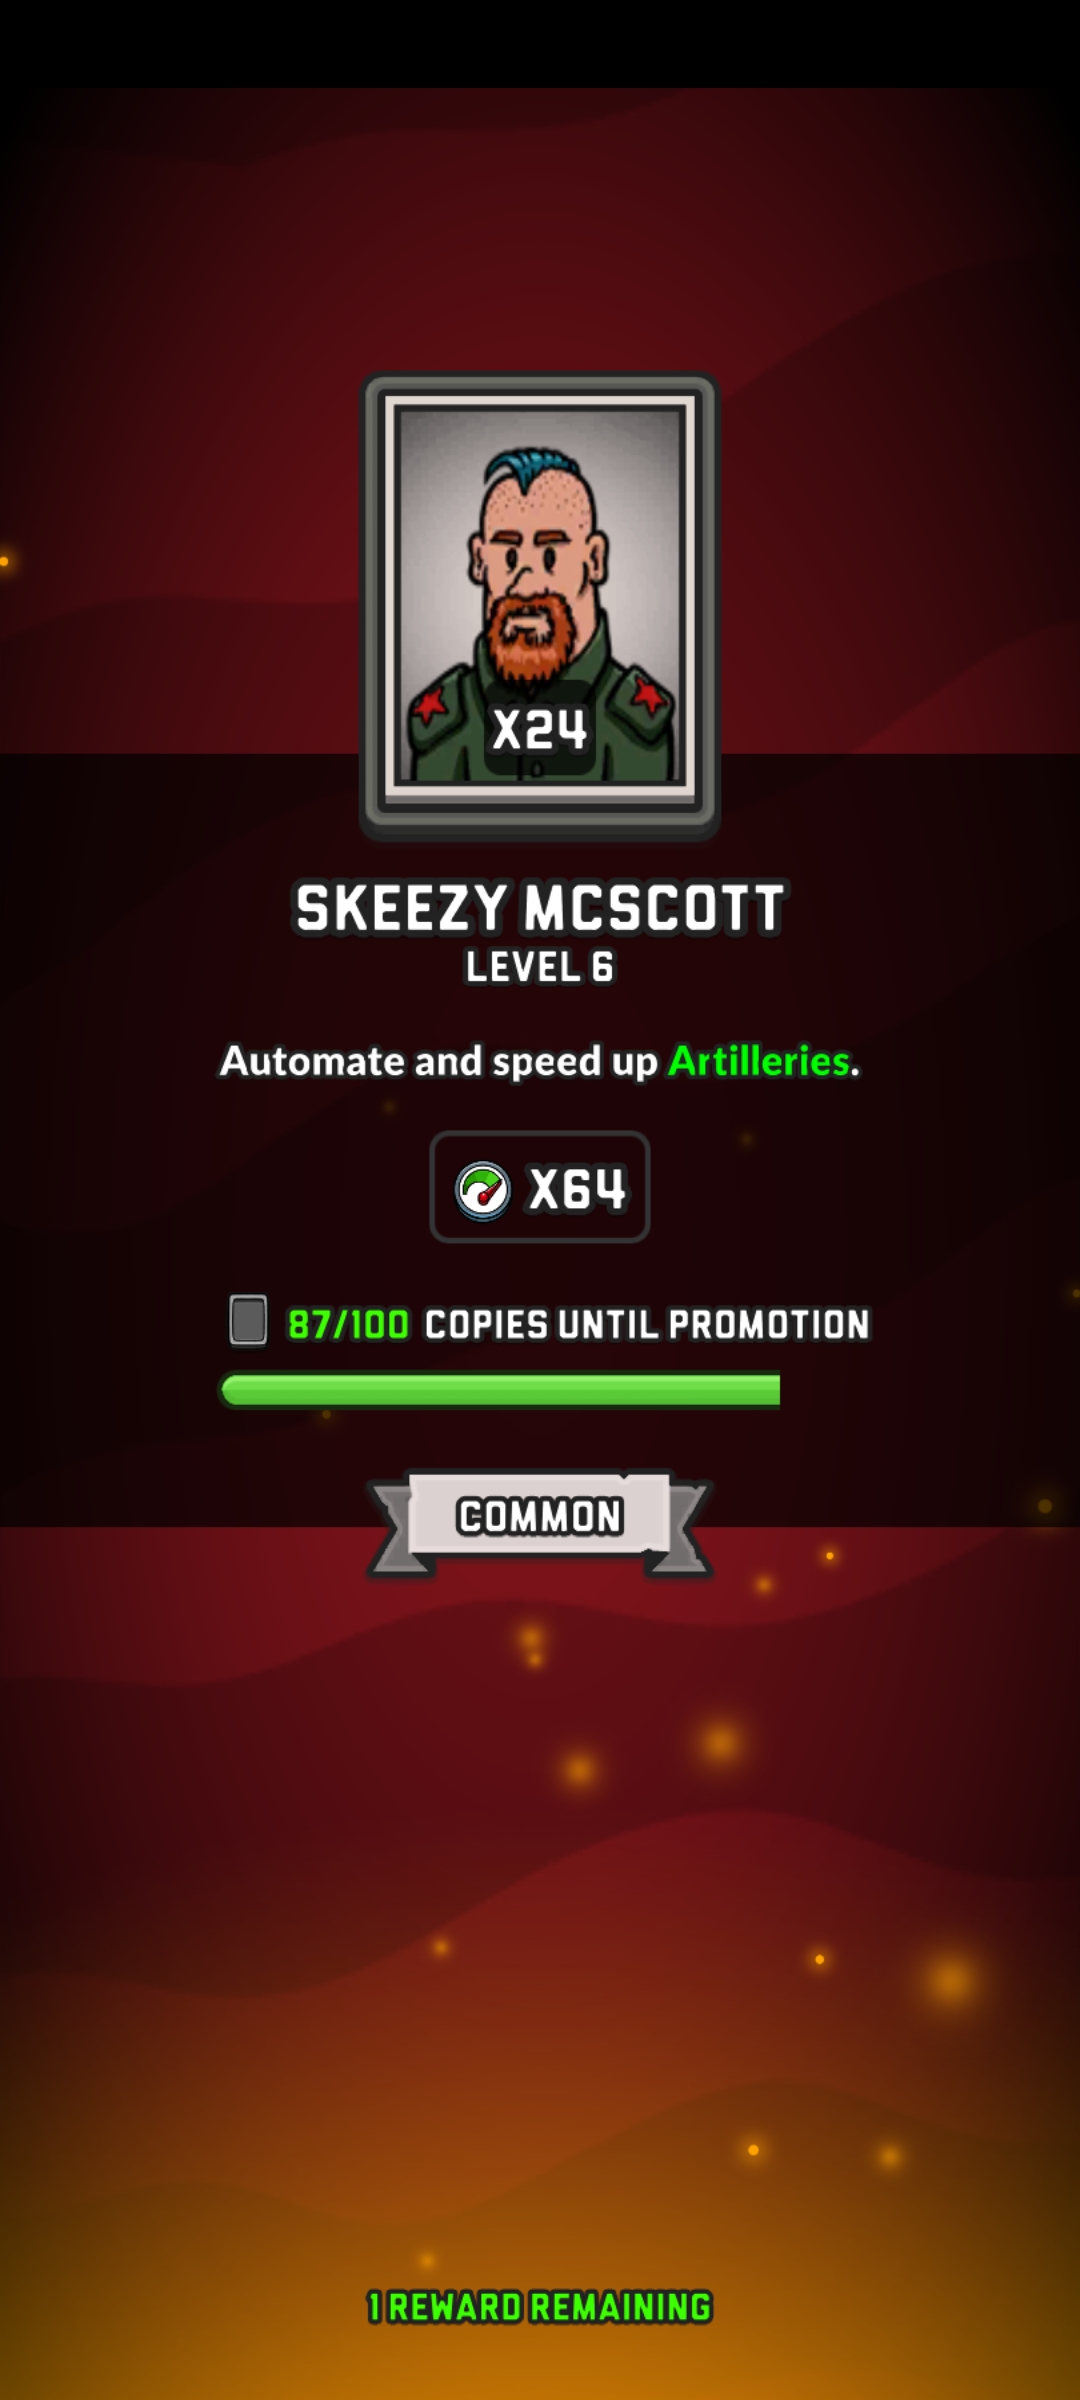 X24
SKEEZY MCSCOTT
LEVEL 6
Automate and speed up Artilleries.
X64
87/100 COPIES UNTIL PROMOTION
COMMON
1 REWARD REMAINING